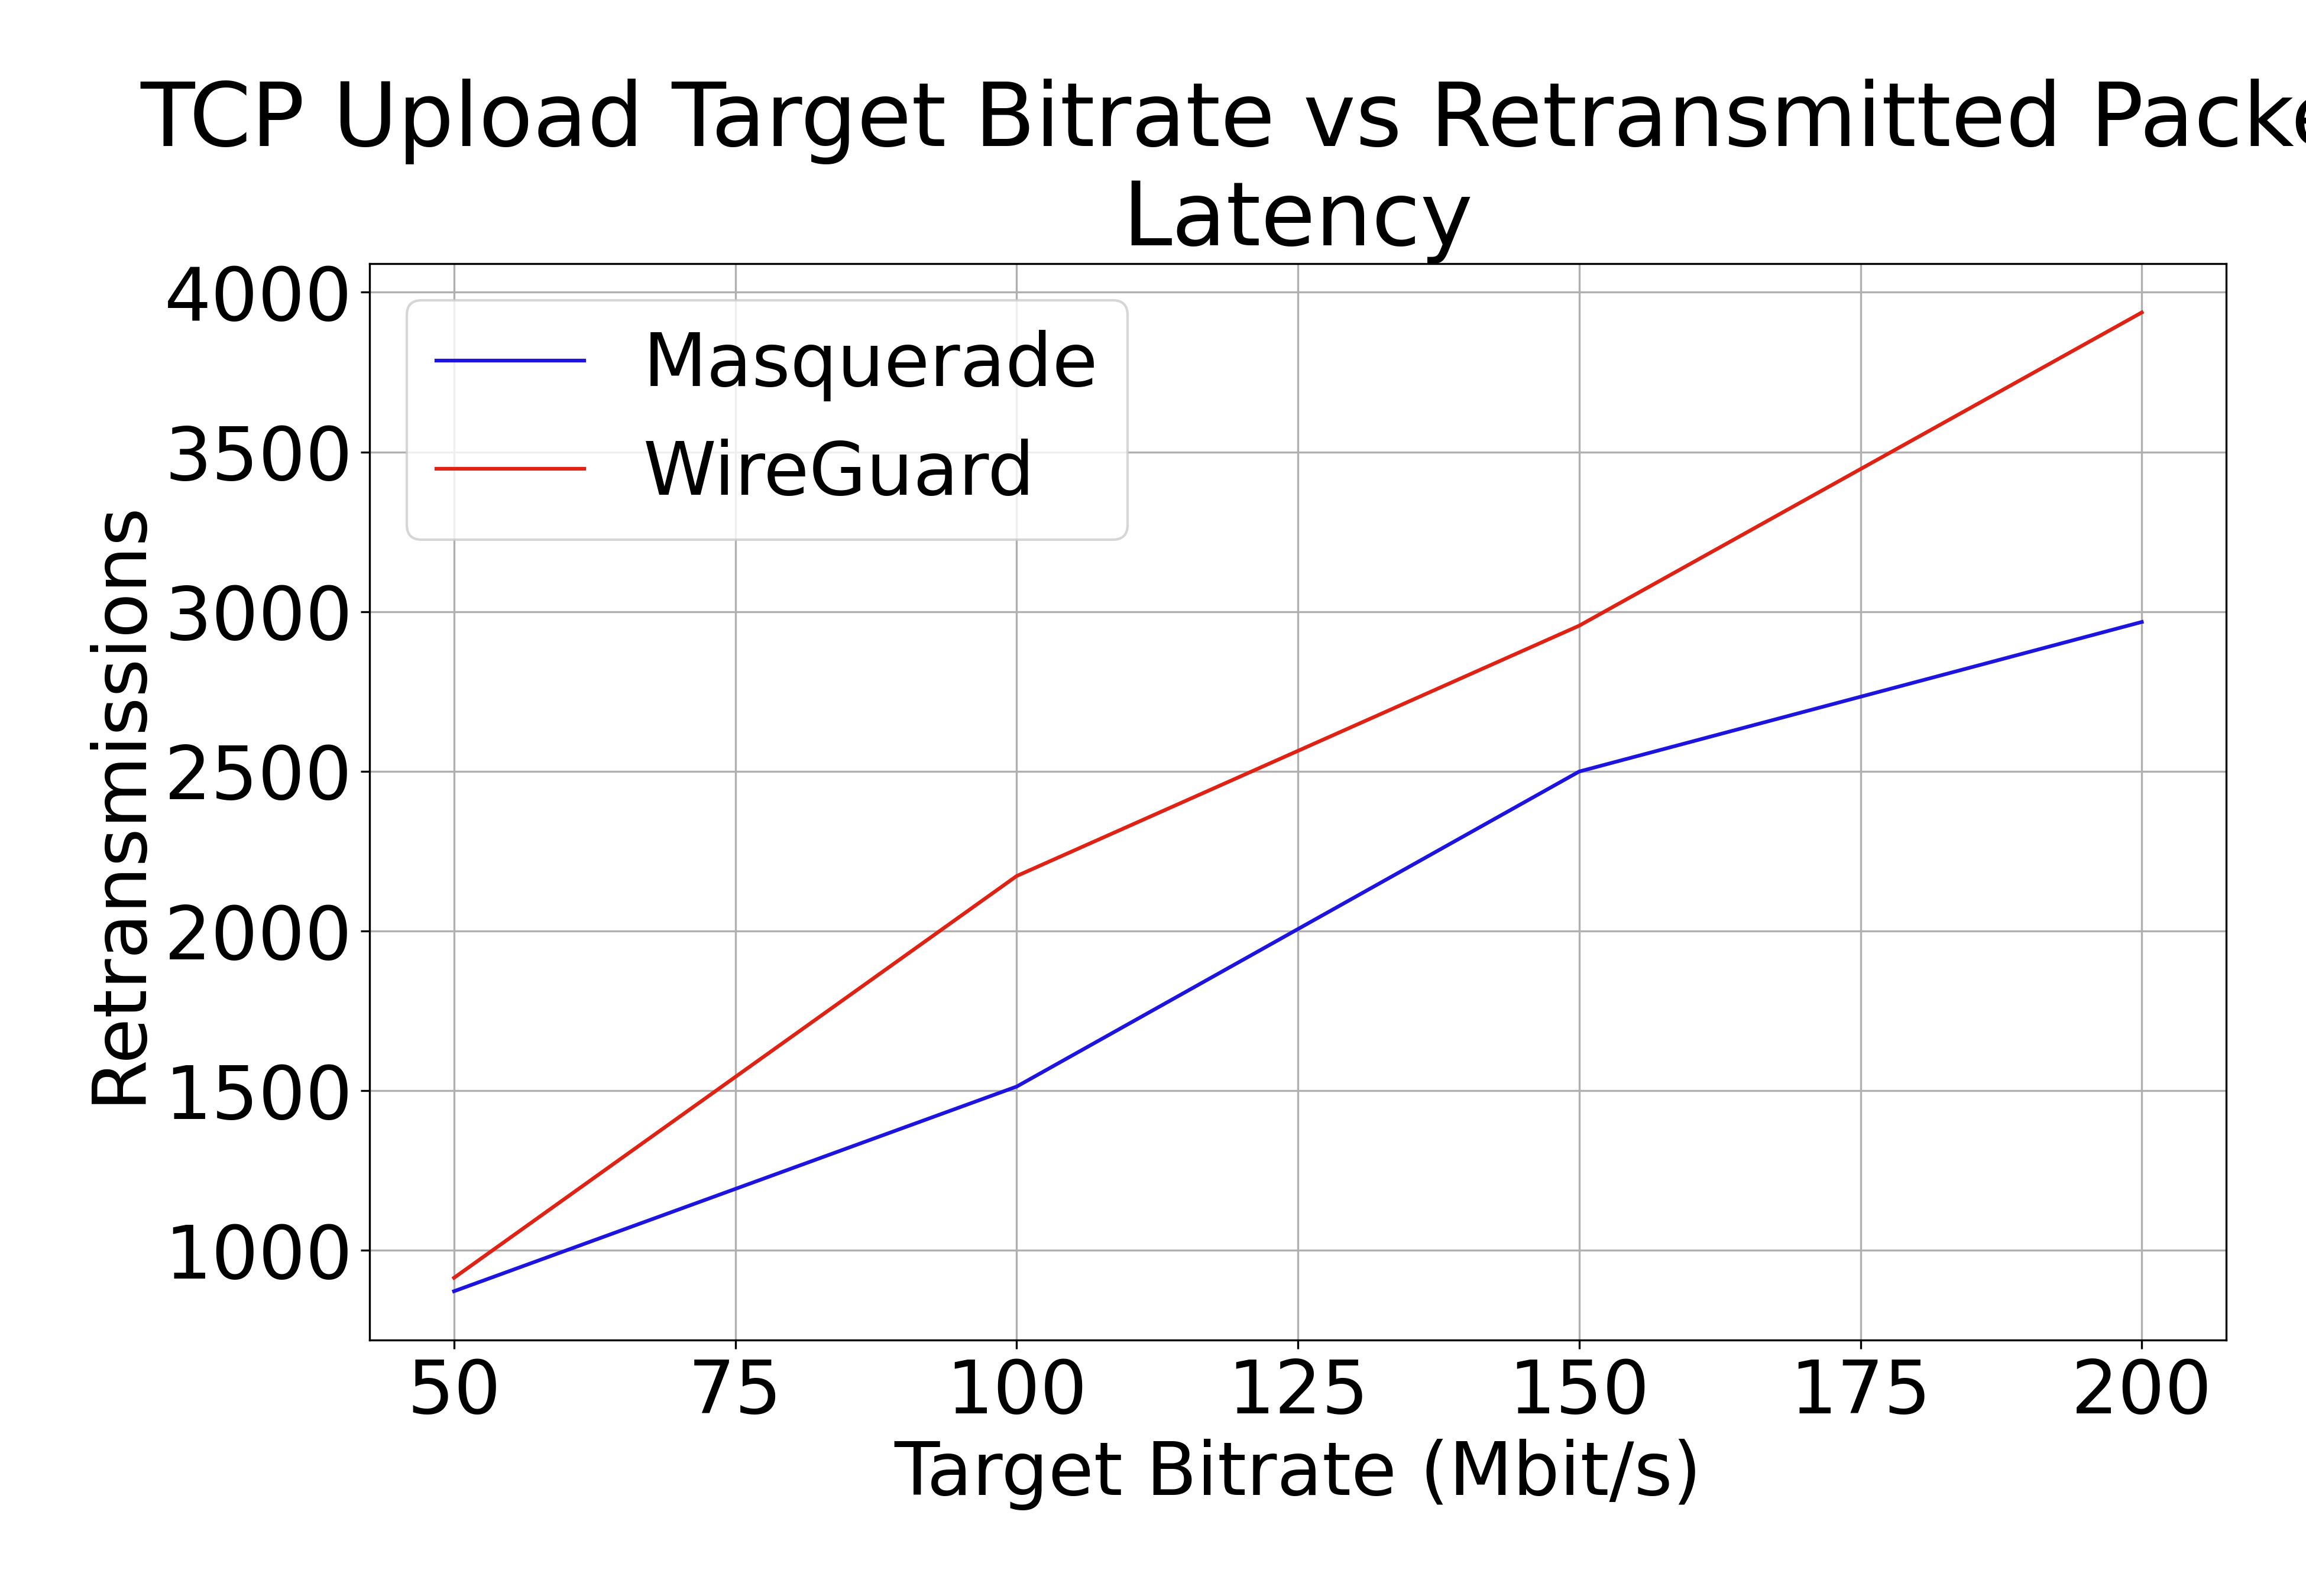 TCP Upload Target Bitrate vs Retransmitted
Latency
4000
3500
3000
2500
2000
1500
1000
Retransmissions
Masquerade
WireGuard
50 75 100 125 150 175 200
Target Bitrate (Mbit/s)